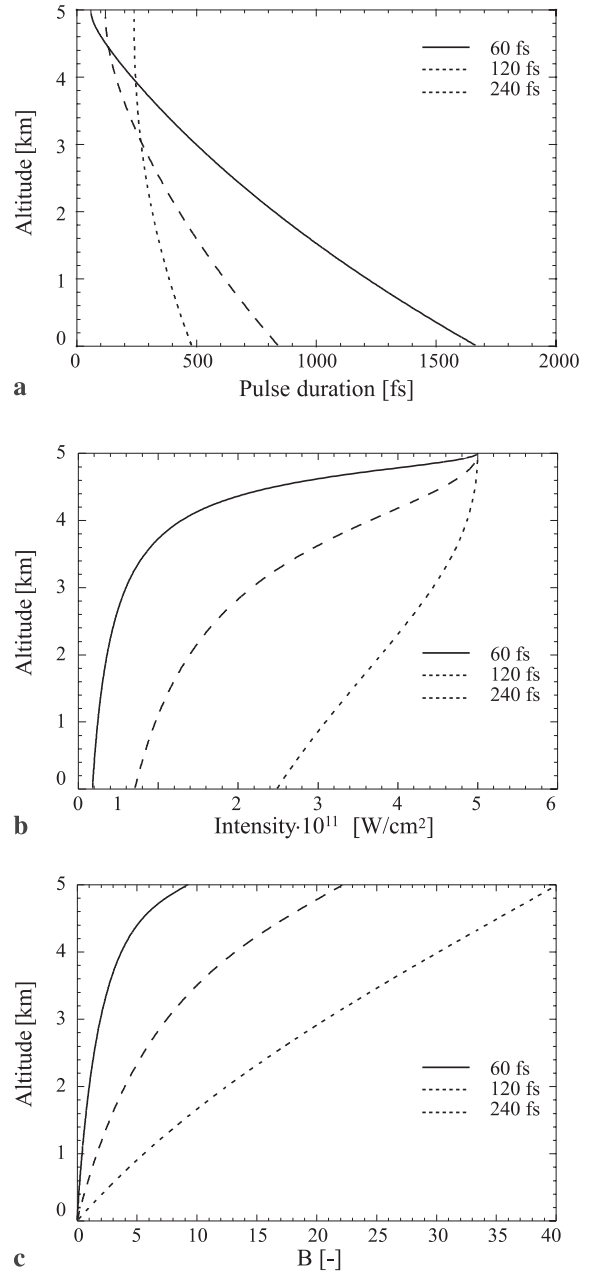 5
4
3
2
1
0
Altitude [km]
60 fs
120 fs
240 fs
0
500
1000
1500
2000
Pulse duration [fs]
a
5
4
3
2
1
0
Altitude [km]
60 fs
120 fs
240 fs
0
1
2
3
4
5
6
Intensity·10¹¹ [W/cm²]
b
5
4
3
2
1
0
Altitude [km]
60 fs
120 fs
240 fs
0
5
10
15
20
25
30
35
40
B [-]
c